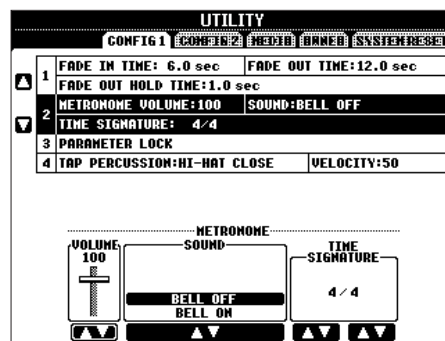 UTILITY
CONFIG 1 CONFIG 2 MEDIA OWNER SYSTEM RESET
1 FADE IN TIME: 6.0 sec FADE OUT TIME:12.0 sec
FADE OUT HOLD TIME:1.0 sec
2 METRONOME VOLUME:100 SOUND:BELL OFF
TIME SIGNATURE: 4/4
3 PARAMETER LOCK
4 TAP PERCUSSION:HI-HAT CLOSE VELOCITY:50
METRONOME
VOLUME SOUND TIME SIGNATURE
100
4/4
BELL OFF
BELL ON